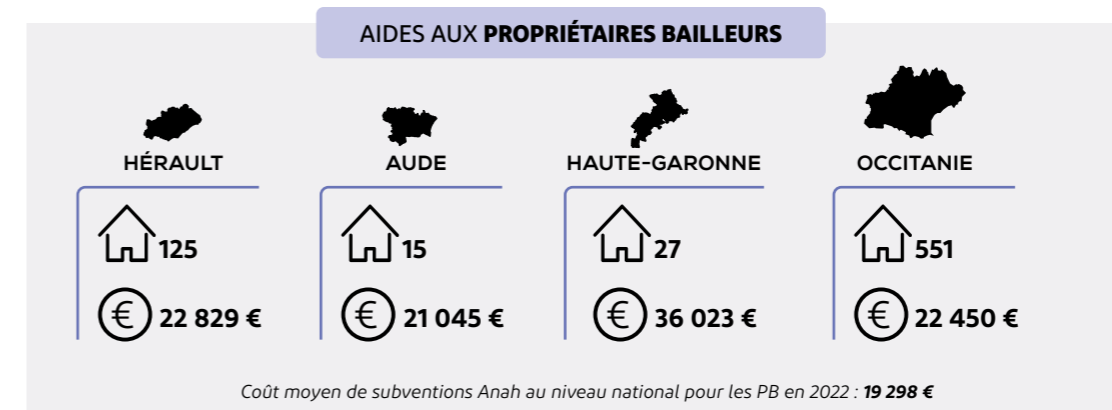 AIDES AUX PROPRIÉTAIRES BAILLEURS
HÉRAULT
125
22 829 €
AUDE
15
21 045 €
HAUTE-GARONNE
27
36 023 €
OCCITANIE
551
22 450 €
Coût moyen de subventions Anah au niveau national pour les PB en 2022 : 19 298 €